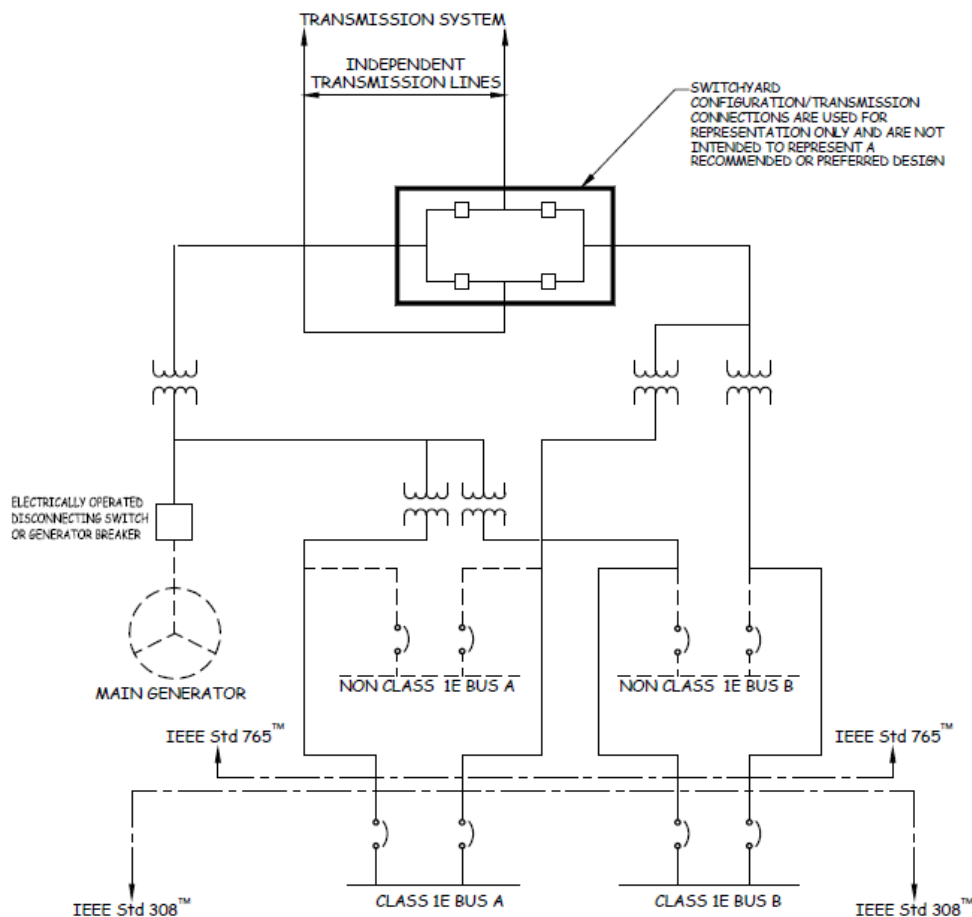 TRANSMISSION SYSTEM
INDEPENDENT
TRANSMISSION LINES
SWITCHYARD
CONFIGURATION/TRANSMISSION
CONNECTIONS ARE USED FOR
REPRESENTATION ONLY AND ARE NOT
INTENDED TO REPRESENT A
RECOMMENDED OR PREFERRED DESIGN
ELECTRICALLY OPERATED
DISCONNECTING SWITCH
OR GENERATOR BREAKER
MAIN GENERATOR
NON CLASS 1E BUS A
NON CLASS 1E BUS B
IEEE Std 765™
IEEE Std 765™
CLASS 1E BUS A
CLASS 1E BUS B
IEEE Std 308™
IEEE Std 308™